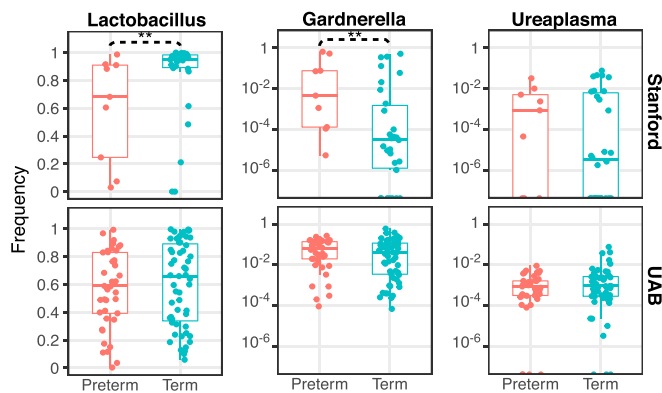 Lactobacillus Gardnerella Ureaplasma
** **
1 1 1
0.8 10⁻² 10⁻²
0.6 10⁻⁴ 10⁻⁴
0.4 10⁻⁶ 10⁻⁶
0.2
0
Stanford
Frequency
1 1 1
0.8 10⁻² 10⁻²
0.6 10⁻⁴ 10⁻⁴
0.4 10⁻⁶ 10⁻⁶
0.2
0
UAB
Preterm Term Preterm Term Preterm Term